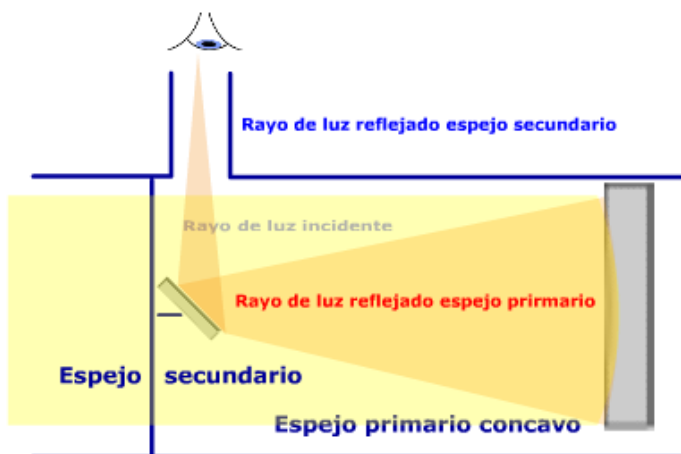 Rayo de luz reflejado espejo secundario
Rayo de luz incidente
Rayo de luz reflejado espejo prirmario
Espejo secundario
Espejo primario concavo